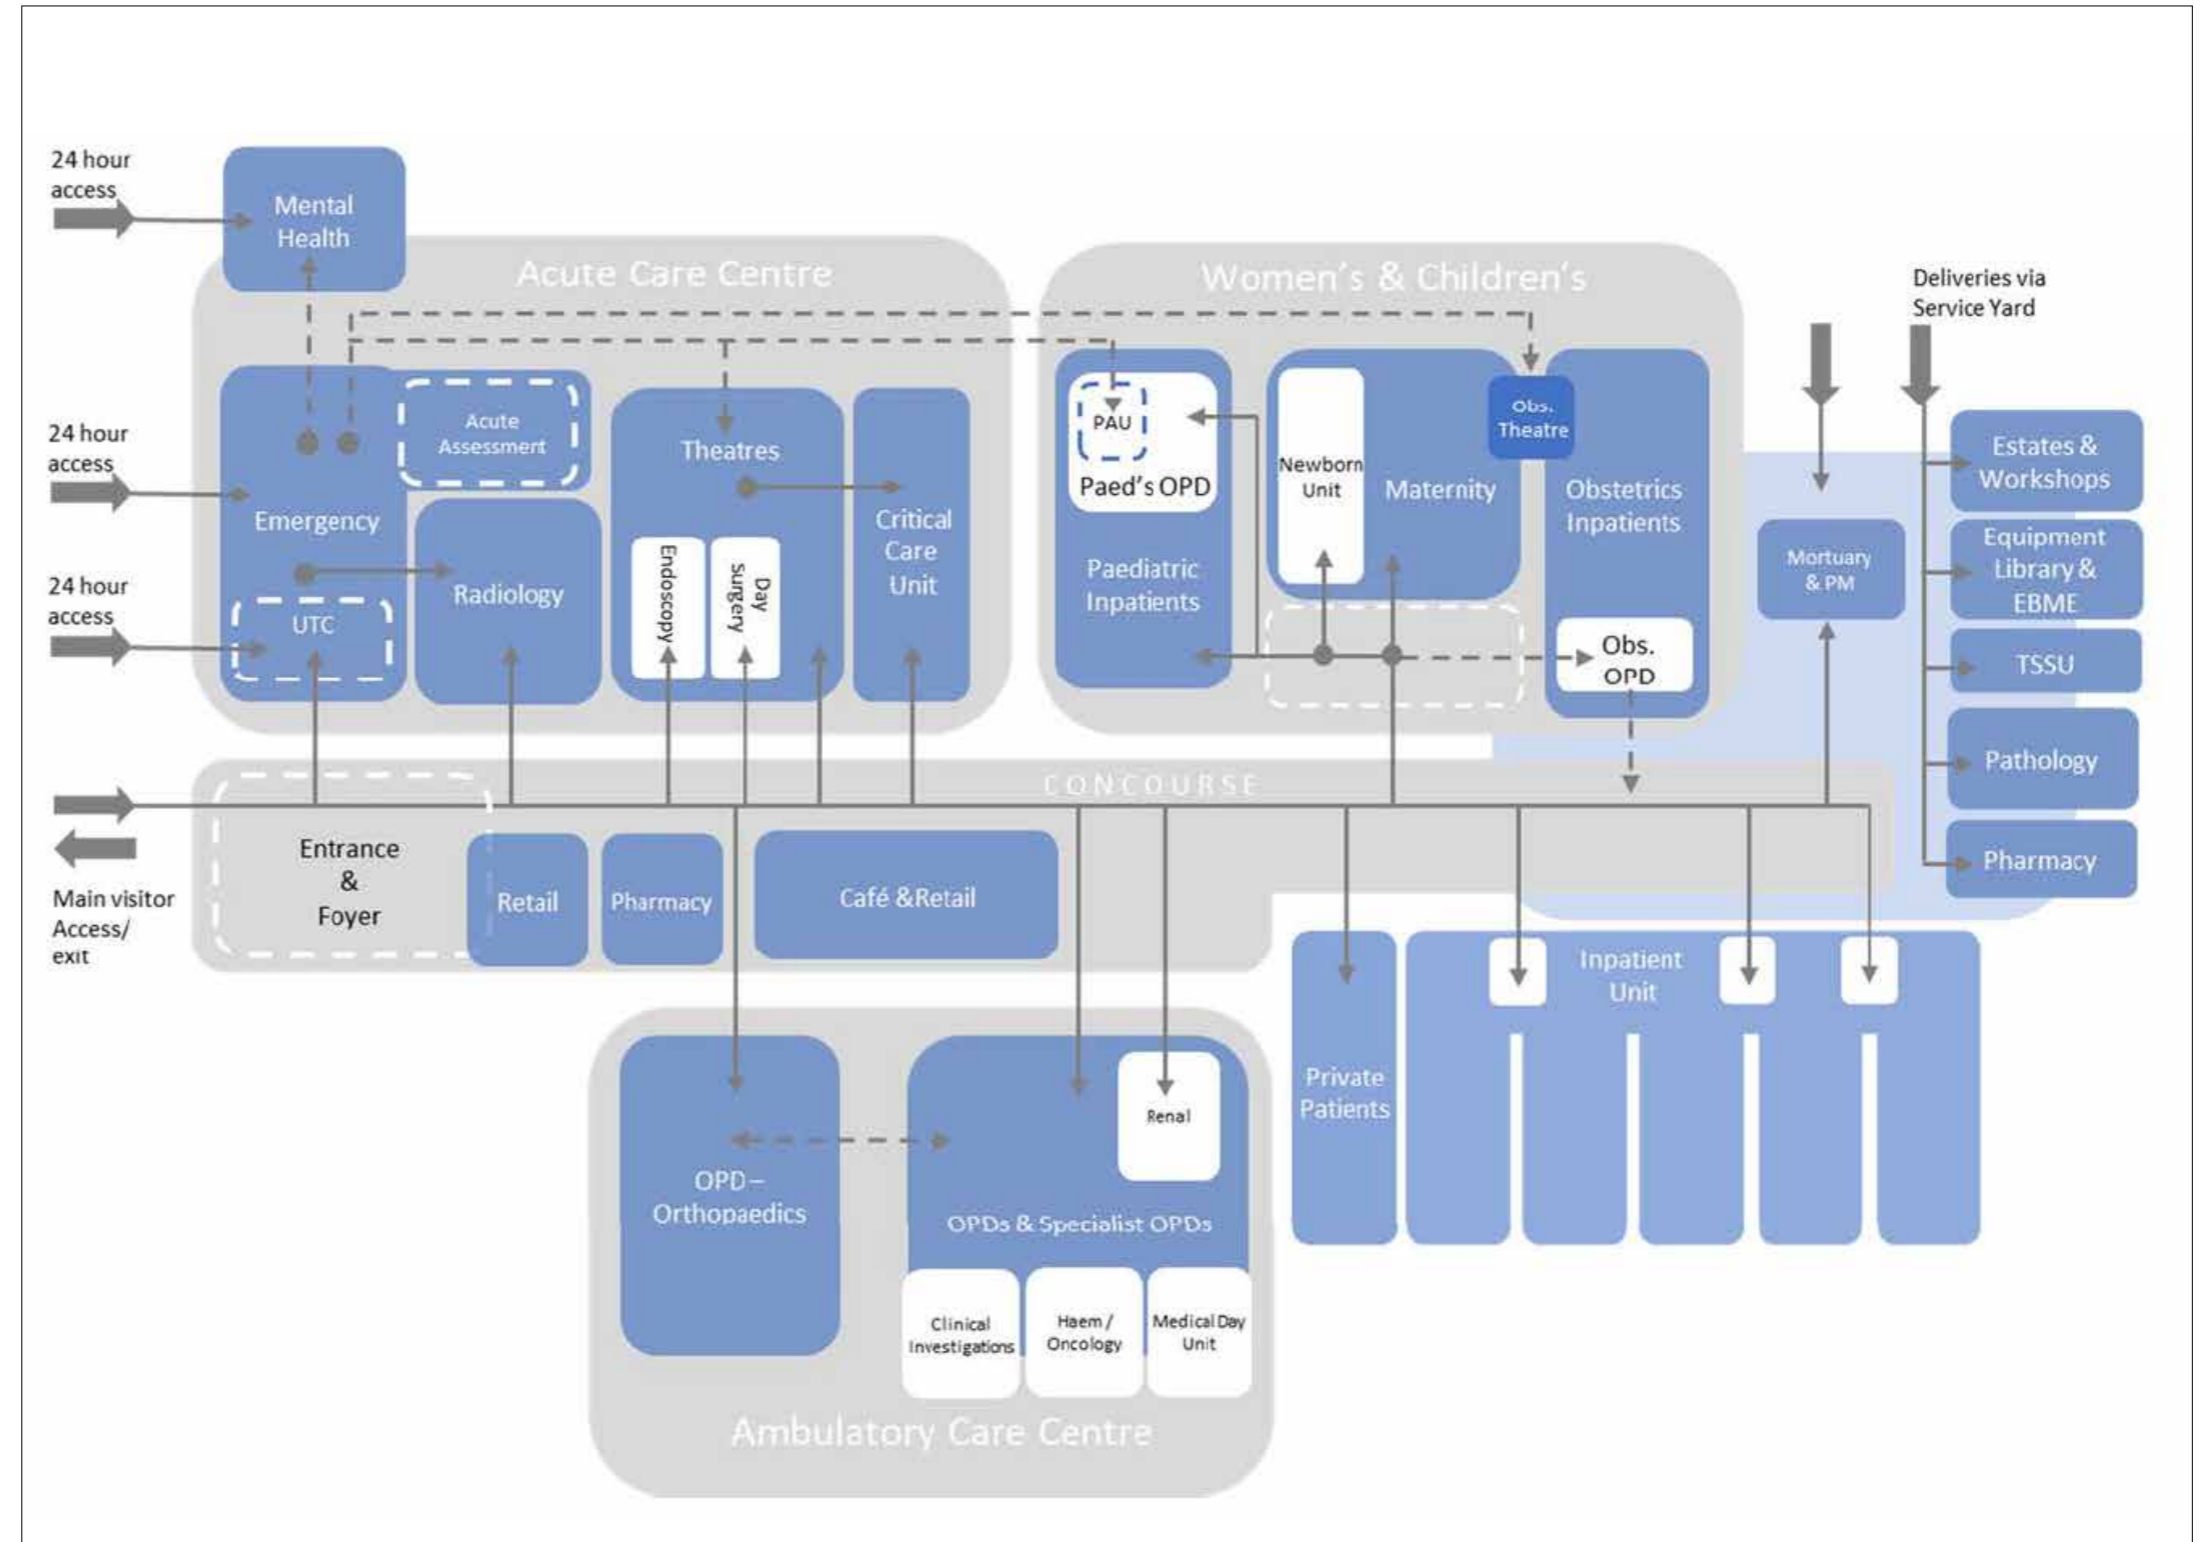 24 hour
access
Mental
Health
Acute Care Centre
Women's & Children's
Deliveries via
Service Yard
24 hour
access
Emergency
Acute
Assessment
Theatres
Critical
Care
Unit
PAU
Paed's OPD
Paediatric
Inpatients
Newborn
Unit
Maternity
Obs.
Theatre
Obstetrics
Inpatients
Mortuary
& PM
Estates &
Workshops
Equipment
Library &
EBME
TSSU
Pathology
Pharmacy
24 hour
access
UTC
Radiology
Endoscopy
Day
Surgery
Obs.
OPD
CONCOURSE
Main visitor
Access/
exit
Entrance
&
Foyer
Retail
Pharmacy
Café &Retail
Private
Patients
Inpatient
Unit
OPD–
Orthopaedics
Renal
OPDs & Specialist OPDs
Clinical
Investigations
Haem /
Oncology
Medical Day
Unit
Ambulatory Care Centre